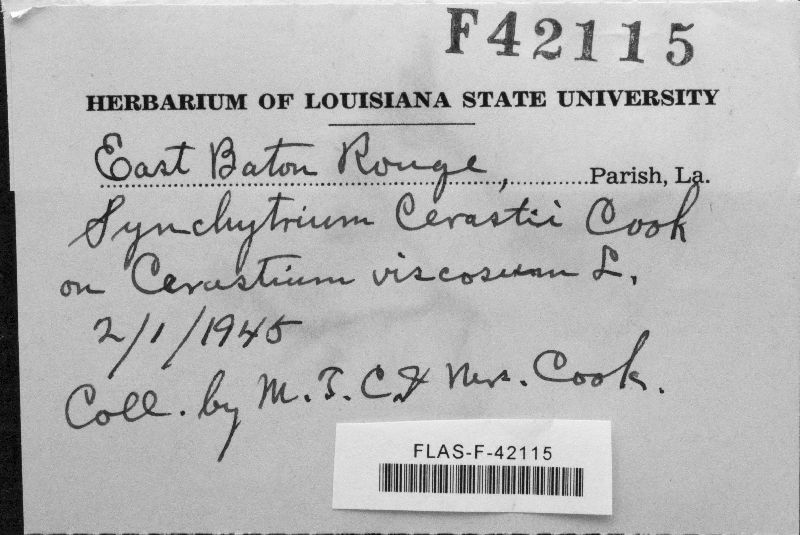 F42115
HERBARIUM OF LOUISIANA STATE UNIVERSITY
East Baton Rouge, Parish, La.
Synchytrium Cerastii Cook
on Cerastium viscosum L.
2/1/1945
Coll. by M. T. C. & Mrs. Cook.
FLAS-F-42115